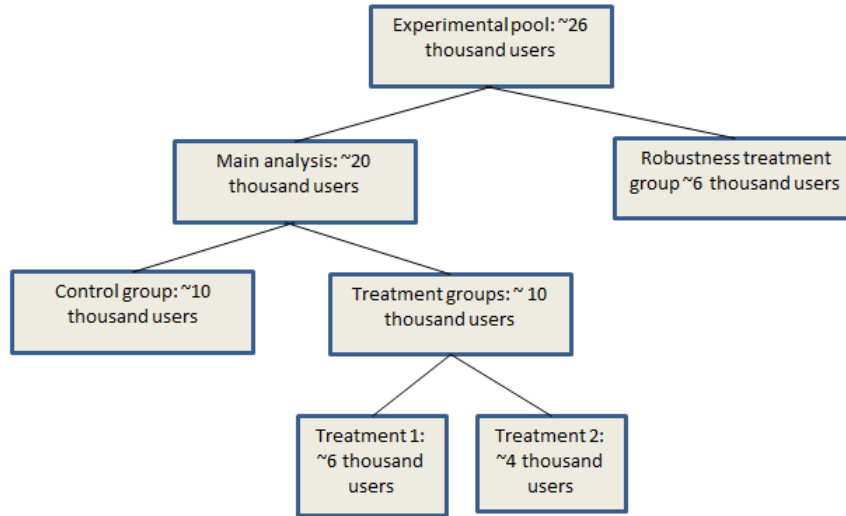 Experimental pool: ~26
thousand users
Main analysis: ~20
thousand users
Robustness treatment
group ~6 thousand users
Control group: ~10
thousand users
Treatment groups: ~ 10
thousand users
Treatment 1:
~6 thousand
users
Treatment 2:
~4 thousand
users